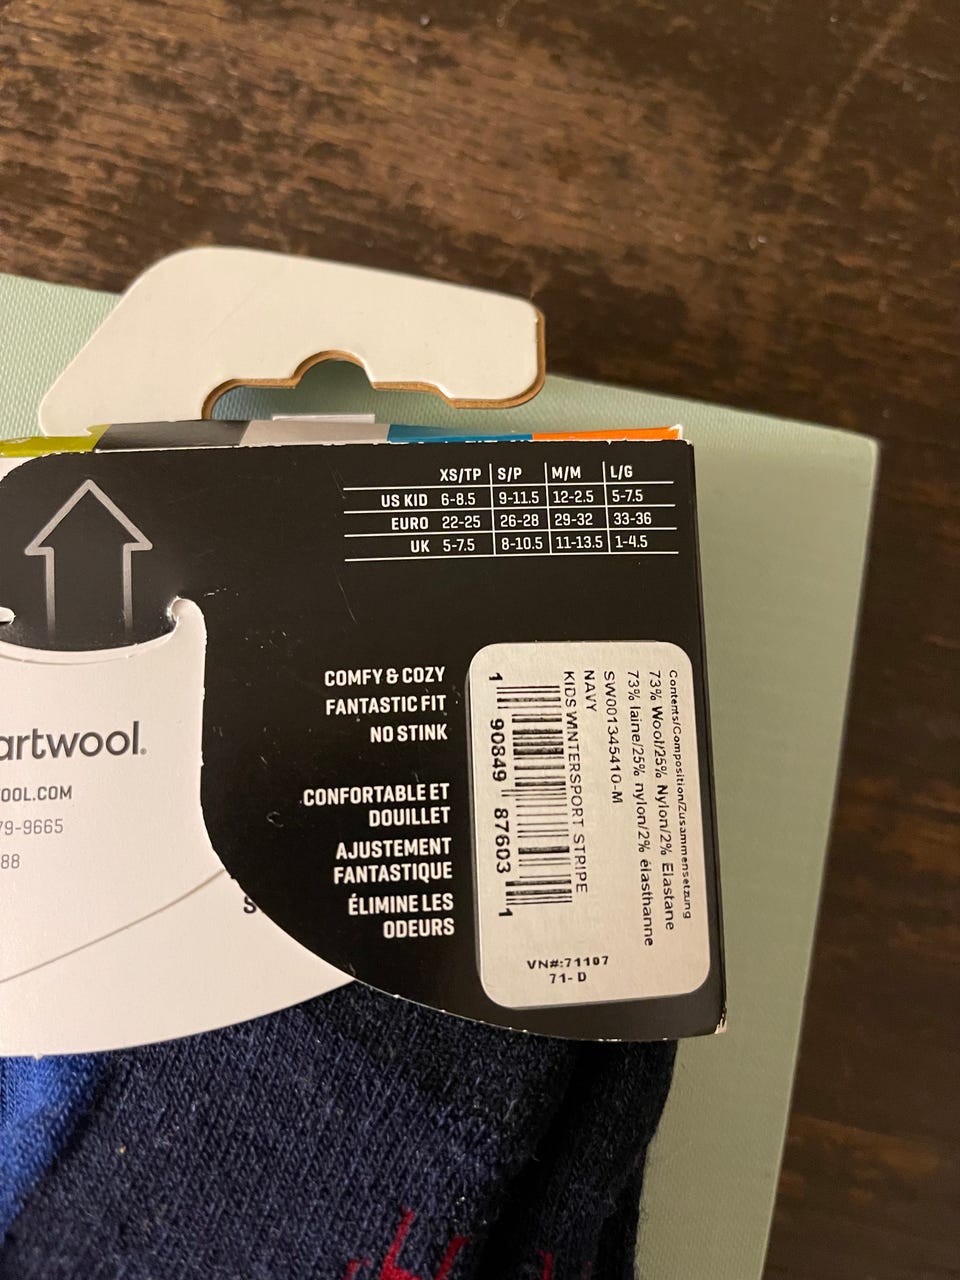 XS/TP S/P M/M L/G
US KID 6-8.5 9-11.5 12-2.5 5-7.5
EURO 22-25 26-28 29-32 33-36
UK 5-7.5 8-10.5 11-13.5 1-4.5
COMFY & COZY
FANTASTIC FIT
NO STINK
CONFORTABLE ET
DOUILLET
AJUSTEMENT
FANTASTIQUE
ÉLIMINE LES
ODEURS
artwool.
OOL.COM
79-9665
88
S
Contents/Composition/Zusammensetzung
73% Wool/25% Nylon/2% Elastane
73% laine/25% nylon/2% élasthanne
SW001345410-M
NAVY
KIDS WINTERSPORT STRIPE
1 90849 87603 1
VN#:71107
71- D